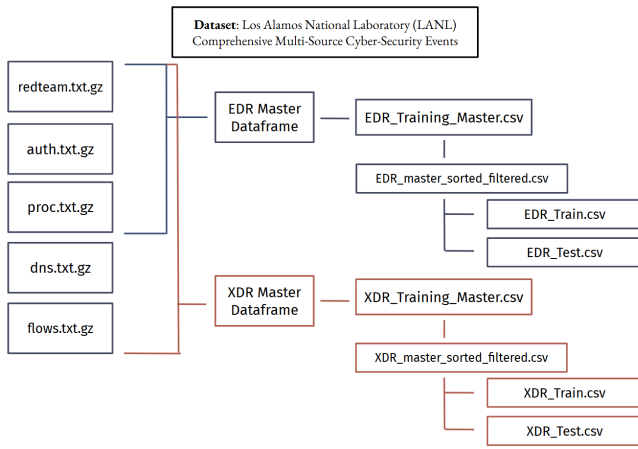 Dataset: Los Alamos National Laboratory (LANL)
Comprehensive Multi-Source Cyber-Security Events
redteam.txt.gz
auth.txt.gz
proc.txt.gz
dns.txt.gz
flows.txt.gz
EDR Master
Dataframe
EDR_Training_Master.csv
EDR_master_sorted_filtered.csv
EDR_Train.csv
EDR_Test.csv
XDR Master
Dataframe
XDR_Training_Master.csv
XDR_master_sorted_filtered.csv
XDR_Train.csv
XDR_Test.csv